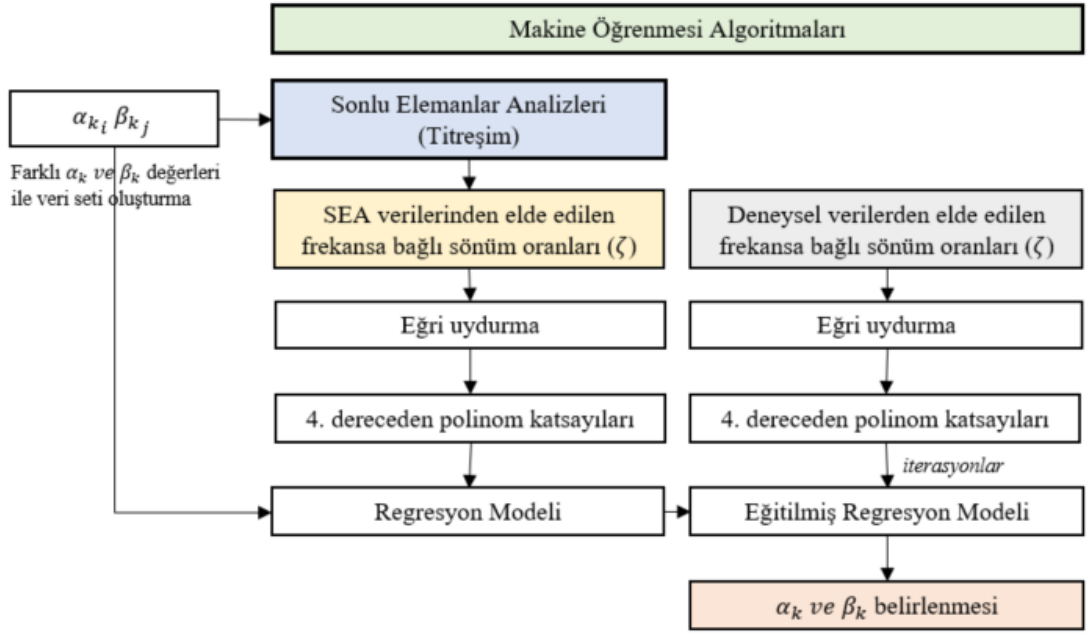 Makine Öğrenmesi Algoritmaları
α_{k_i} β_{k_j}
Farklı α_k ve β_k değerleri
ile veri seti oluşturma
Sonlu Elemanlar Analizleri
(Titreşim)
SEA verilerinden elde edilen
frekansa bağlı sönüm oranları (ζ)
Eğri uydurma
4. dereceden polinom katsayıları
Regresyon Modeli
Deneysel verilerden elde edilen
frekansa bağlı sönüm oranları (ζ)
Eğri uydurma
4. dereceden polinom katsayıları
iterasyonlar
Eğitilmiş Regresyon Modeli
α_k ve β_k belirlenmesi